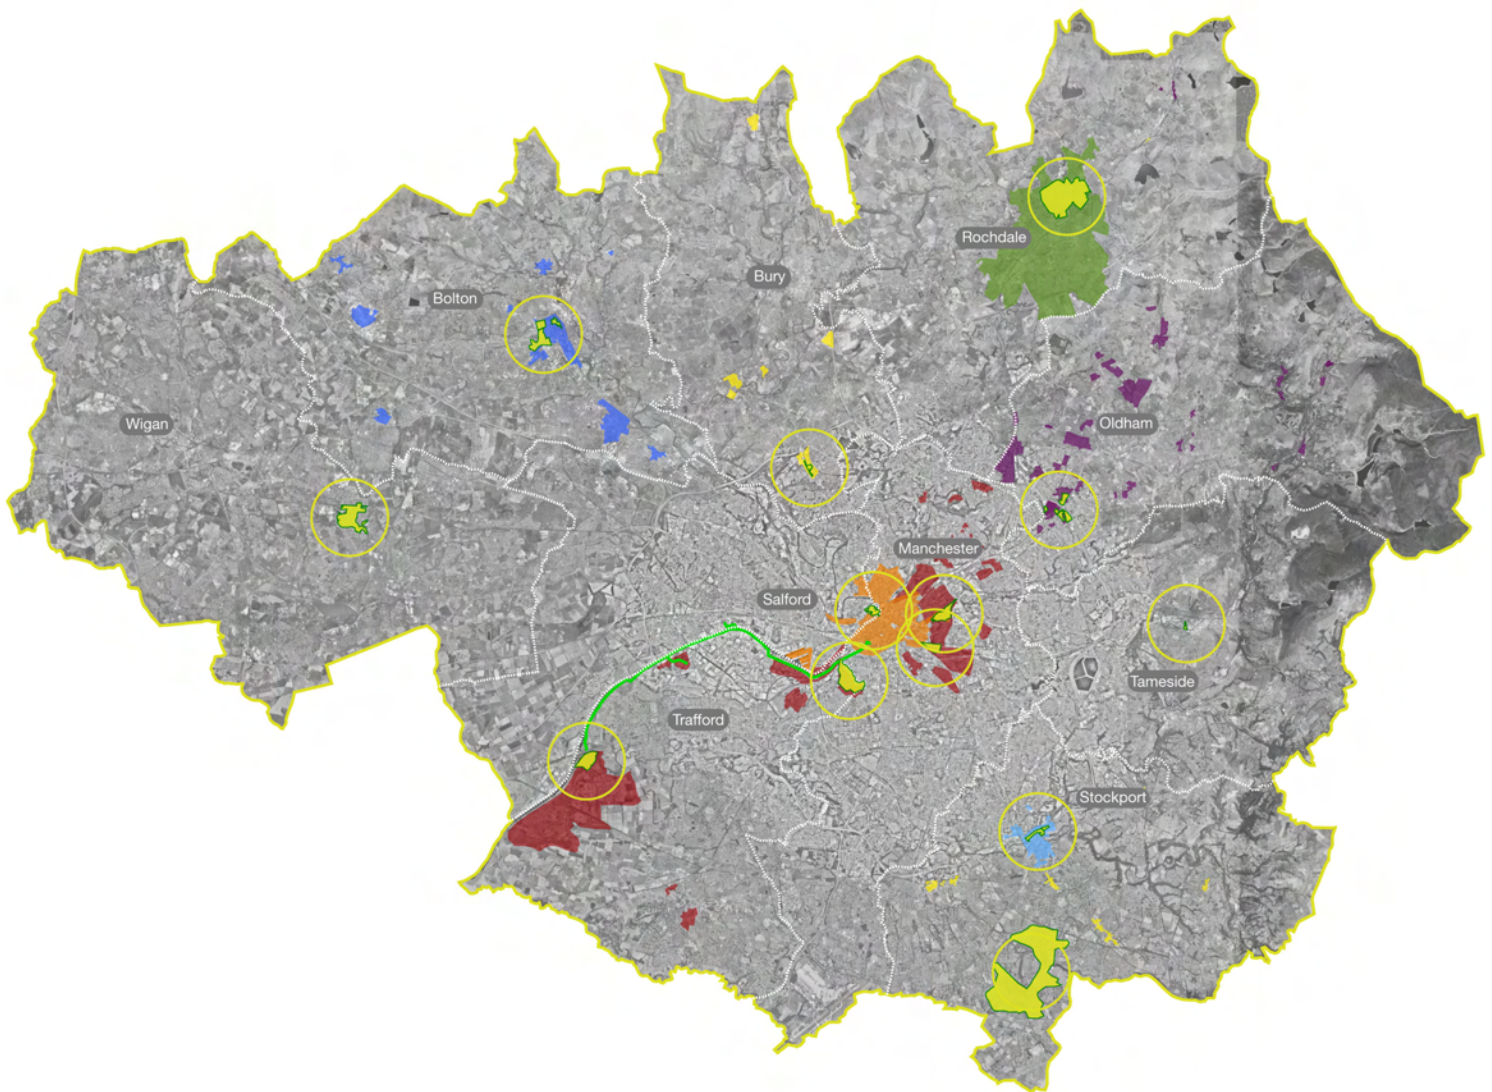 Rochdale
Bury
Bolton
Wigan
Oldham
Manchester
Salford
Tameside
Trafford
Stockport